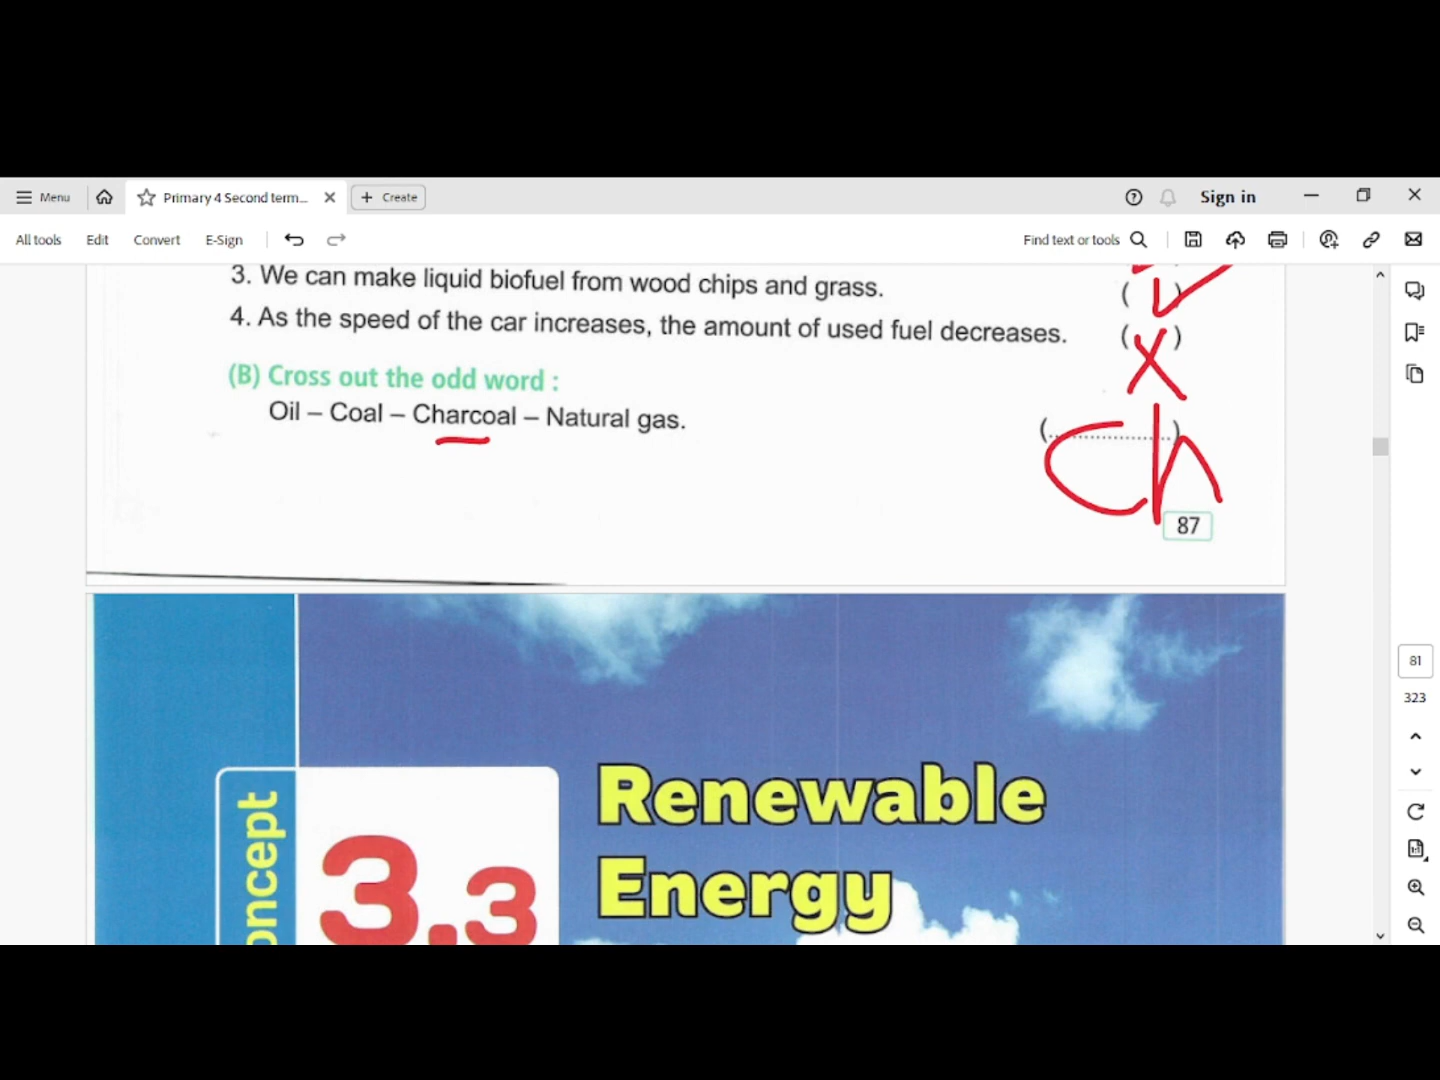 Menu
Primary 4 Second term...
Create
Sign in
All tools
Edit
Convert
E-Sign
Find text or tools
3. We can make liquid biofuel from wood chips and grass.
( )
4. As the speed of the car increases, the amount of used fuel decreases.
(X)
(B) Cross out the odd word :
Oil – Coal – Charcoal – Natural gas.
(....................)
Ch
87
81
323
oncept
3.3
Renewable
Energy